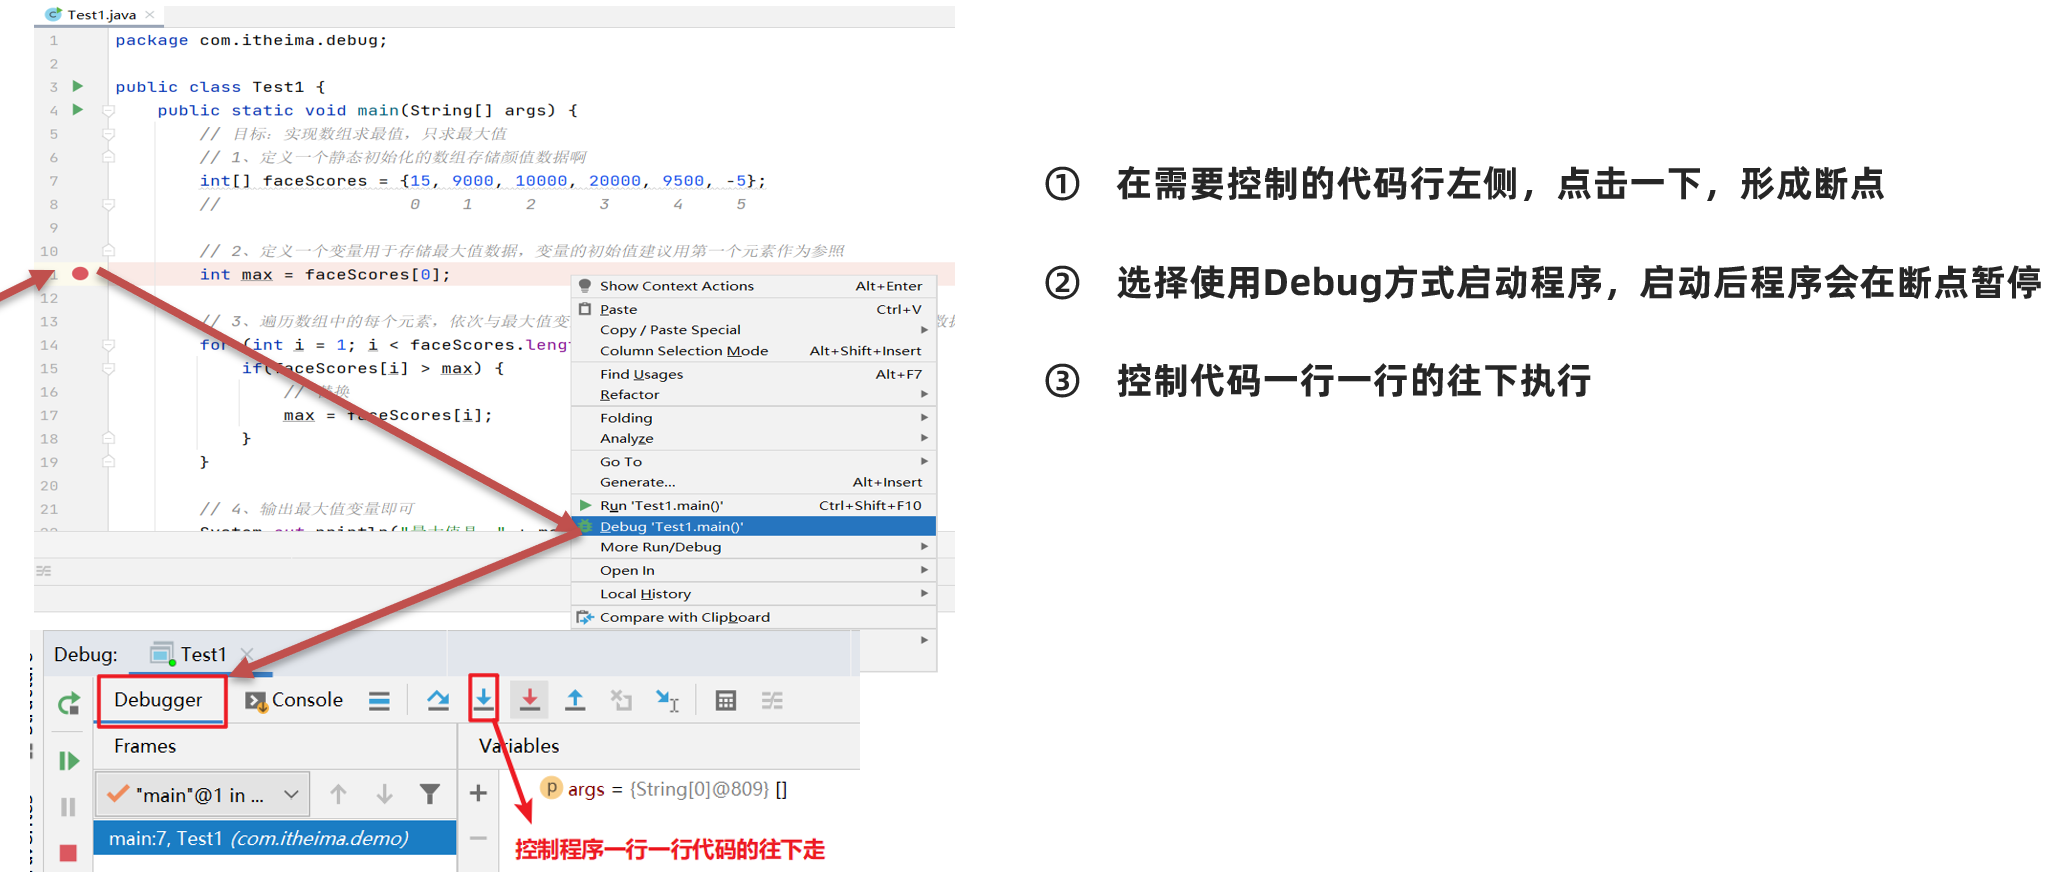 Test1.java
1 package com.itheima.debug;
2
3 public class Test1 {
4 public static void main(String[] args) {
5 // 目标：实现数组求最值，只求最大值
6 // 1、定义一个静态初始化的数组存储颜值数据啊
7 int[] faceScores = {15, 9000, 10000, 20000, 9500, -5};
8 // 0 1 2 3 4 5
9
10 // 2、定义一个变量用于存储最大值数据，变量的初始值建议用第一个元素作为参照
int max = faceScores[0];
12
13 // 3、遍历数组中的每个元素，依次与最大值变
14 for (int i = 1; i < faceScores.leng
15 if(faceScores[i] > max) {
16 // 替换
17 max = faceScores[i];
18 }
19 }
20
21 // 4、输出最大值变量即可
System.out.println("最大值是
Show Context Actions Alt+Enter
Paste Ctrl+V
Copy / Paste Special
Column Selection Mode Alt+Shift+Insert
Find Usages Alt+F7
Refactor
Folding
Analyze
Go To
Generate... Alt+Insert
Run 'Test1.main()' Ctrl+Shift+F10
Debug 'Test1.main()'
More Run/Debug
Open In
Local History
Compare with Clipboard
Debug: Test1
Debugger Console
Frames Variables
"main"@1 in ...
p args = {String[0]@809} []
main:7, Test1 (com.itheima.demo)
控制程序一行一行代码的往下走
① 在需要控制的代码行左侧，点击一下，形成断点
② 选择使用Debug方式启动程序，启动后程序会在断点暂停
③ 控制代码一行一行的往下执行